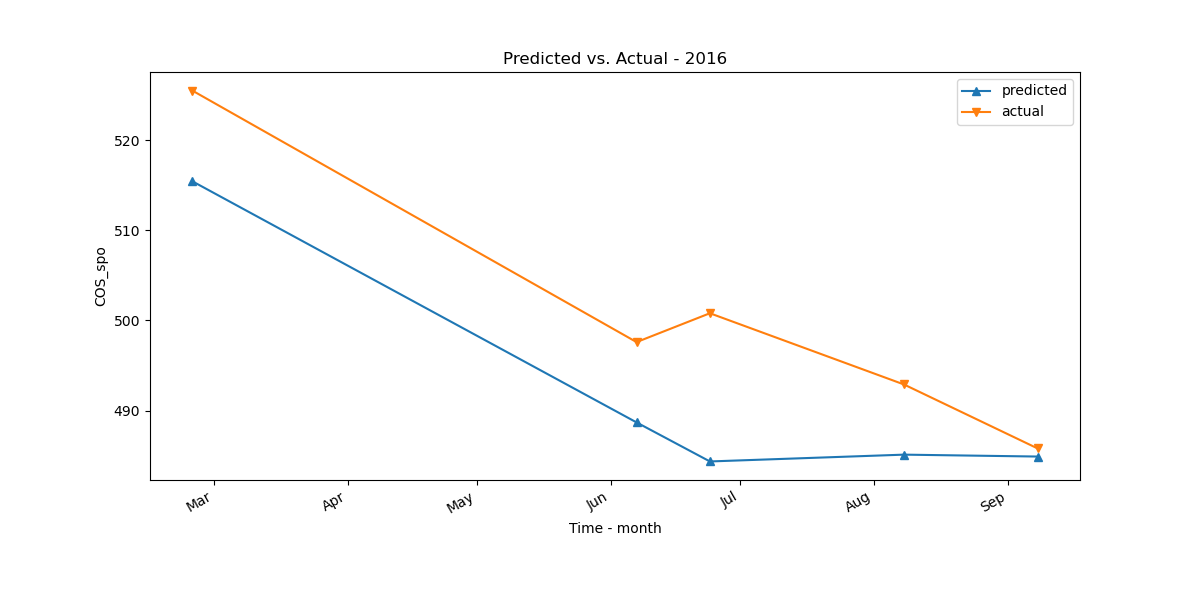 Predicted vs. Actual - 2016
predicted
actual
520
510
500
490
COS_spo
Mar
Apr
May
Jun
Jul
Aug
Sep
Time - month